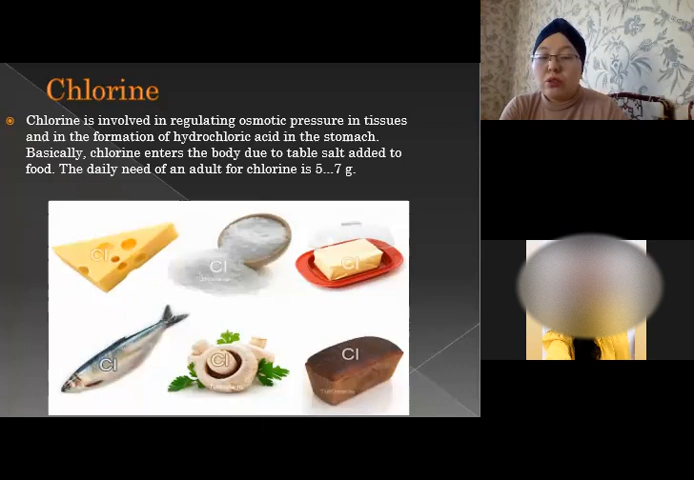 Chlorine
Chlorine is involved in regulating osmotic pressure in tissues
and in the formation of hydrochloric acid in the stomach.
Basically, chlorine enters the body due to table salt added to
food. The daily need of an adult for chlorine is 5...7 g.
Cl
Cl
Cl
Cl
Cl
Cl